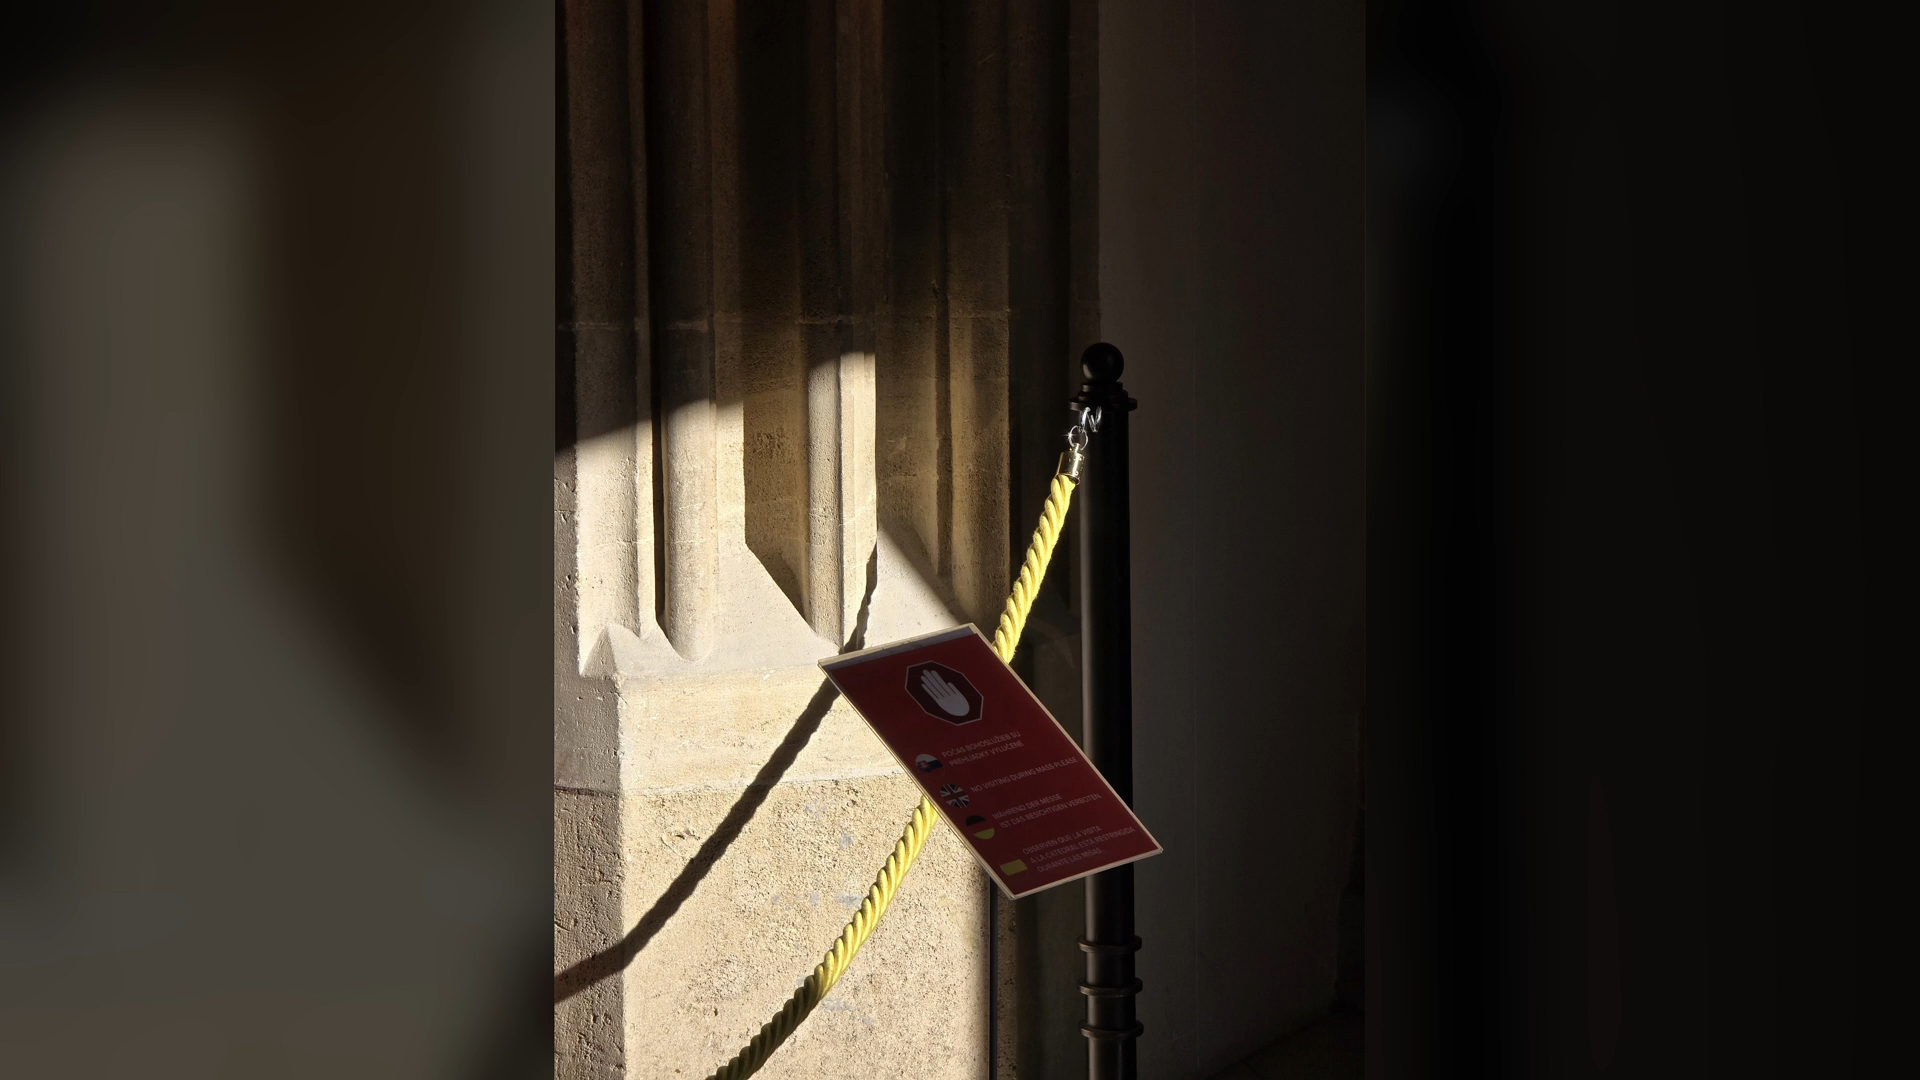 POČAS BOHOSLUŽIEB SÚ
PREHLIADKY VYLÚČENÉ
NO VISITING DURING MASS PLEASE
WÄHREND DER MESSE
IST DES BESICHTIGEN VERBOTEN
OBSERVEN QUE LA VISITA
A LA CATEDRAL ESTÁ RESTRINGIDA
DURANTE LAS MISAS